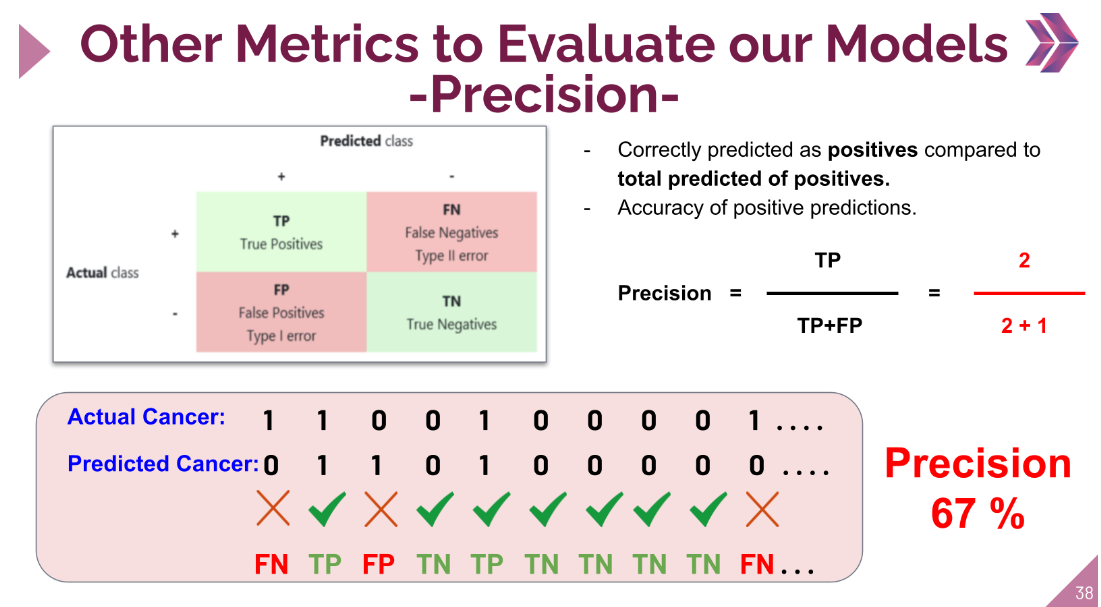 Other Metrics to Evaluate our Models
-Precision-
Predicted class
+ -
+ TP FN
True Positives False Negatives
Type II error
Actual class
- FP TN
False Positives True Negatives
Type I error
- Correctly predicted as positives compared to
total predicted of positives.
- Accuracy of positive predictions.
TP 2
Precision = =
TP+FP 2 + 1
Actual Cancer: 1 1 0 0 1 0 0 0 0 1 ....
Predicted Cancer: 0 1 1 0 1 0 0 0 0 0 ....
FN TP FP TN TP TN TN TN TN FN ...
Precision
67 %
38